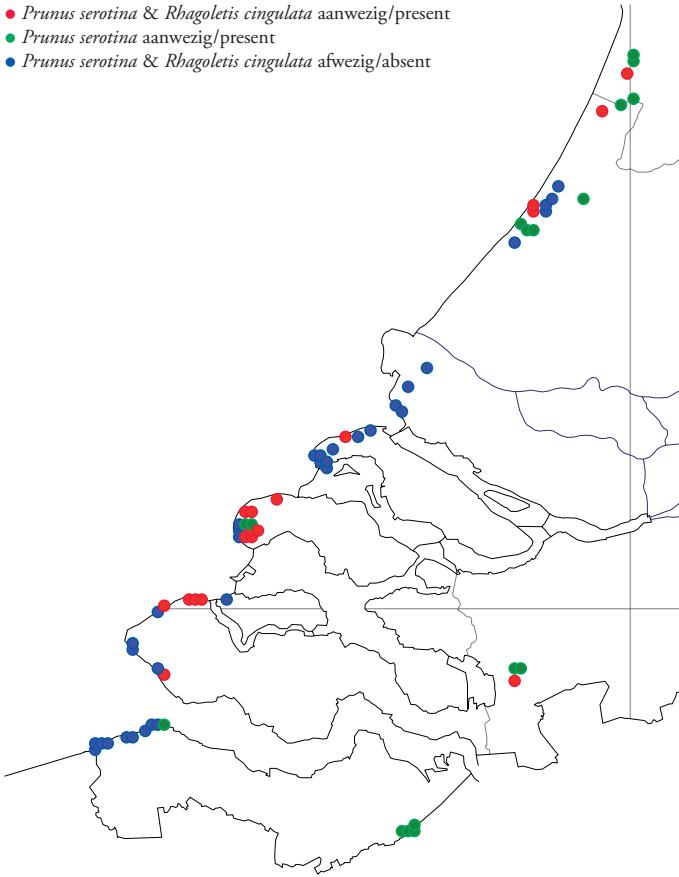 Prunus serotina & Rhagoletis cingulata aanwezig/present
Prunus serotina aanwezig/present
Prunus serotina & Rhagoletis cingulata afwezig/absent